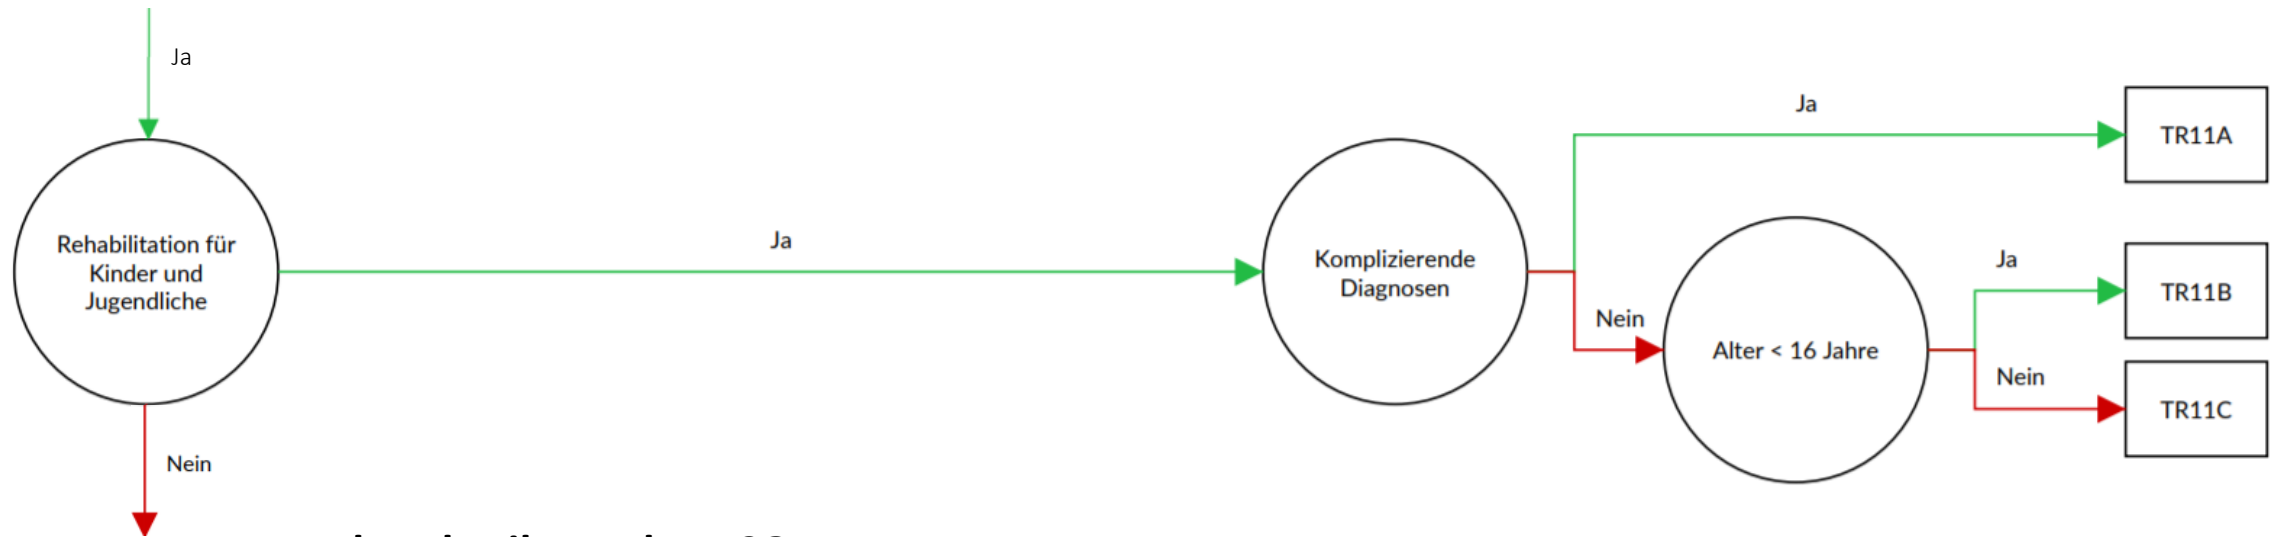 Ja
Rehabilitation für
Kinder und
Jugendliche
Ja
Nein
Komplizierende
Diagnosen
Ja
Nein
Alter < 16 Jahre
Ja
Nein
TR11A
TR11B
TR11C